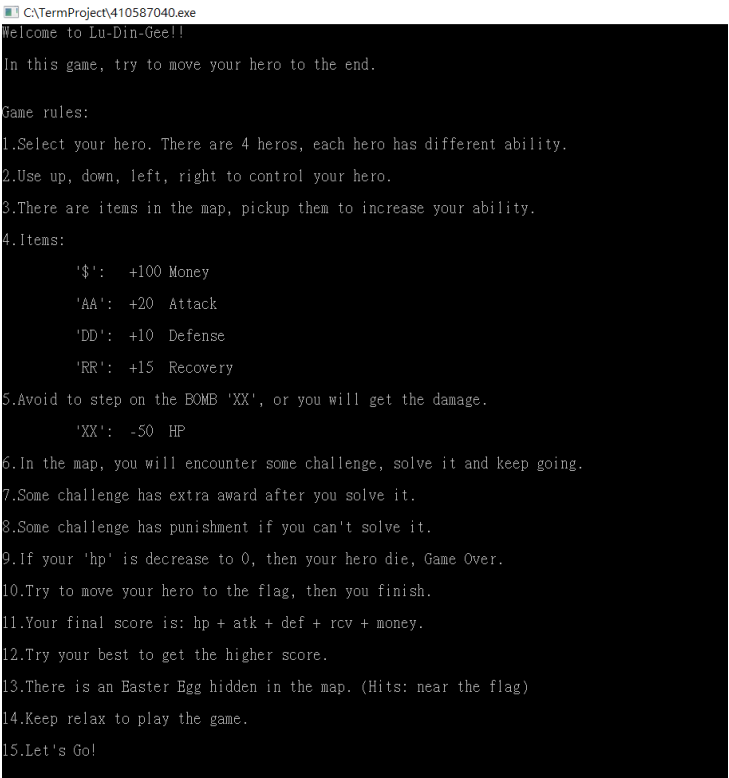 C:\TermProject\410587040.exe
Welcome to Lu-Din-Gee!!
In this game, try to move your hero to the end.
Game rules:
1.Select your hero. There are 4 heros, each hero has different ability.
2.Use up, down, left, right to control your hero.
3.There are items in the map, pickup them to increase your ability.
4.Items:
'$': +100 Money
'AA': +20 Attack
'DD': +10 Defense
'RR': +15 Recovery
5.Avoid to step on the BOMB 'XX', or you will get the damage.
'XX': -50 HP
6.In the map, you will encounter some challenge, solve it and keep going.
7.Some challenge has extra award after you solve it.
8.Some challenge has punishment if you can't solve it.
9.If your 'hp' is decrease to 0, then your hero die, Game Over.
10.Try to move your hero to the flag, then you finish.
11.Your final score is: hp + atk + def + rcv + money.
12.Try your best to get the higher score.
13.There is an Easter Egg hidden in the map. (Hits: near the flag)
14.Keep relax to play the game.
15.Let's Go!